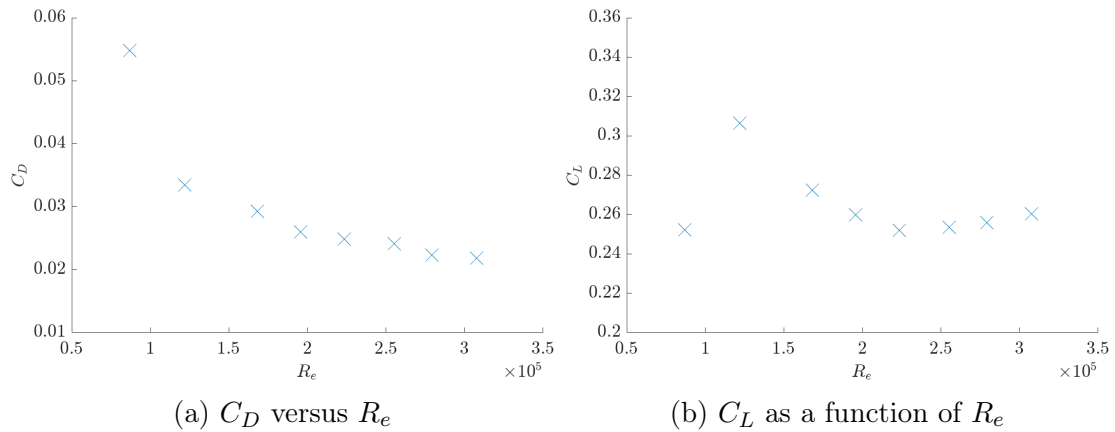 0.06
0.05
0.04
0.03
0.02
0.01
C_D
0.5 1 1.5 2 2.5 3 3.5
R_e ×10^5
(a) C_D versus R_e
0.36
0.34
0.32
0.3
0.28
0.26
0.24
0.22
0.2
C_L
0.5 1 1.5 2 2.5 3 3.5
R_e ×10^5
(b) C_L as a function of R_e